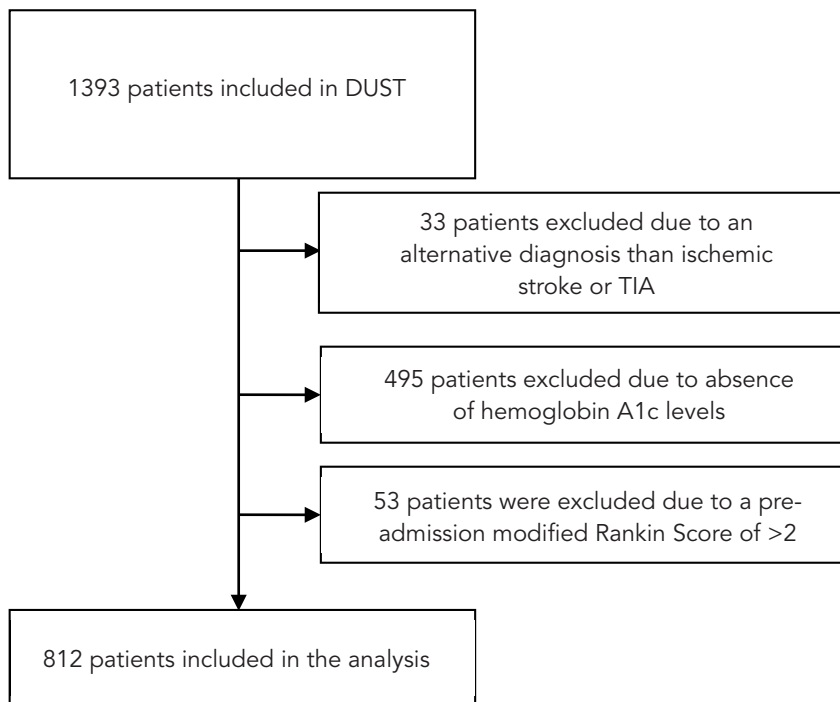 1393 patients included in DUST
33 patients excluded due to an
alternative diagnosis than ischemic
stroke or TIA
495 patients excluded due to absence
of hemoglobin A1c levels
53 patients were excluded due to a pre-
admission modified Rankin Score of >2
812 patients included in the analysis